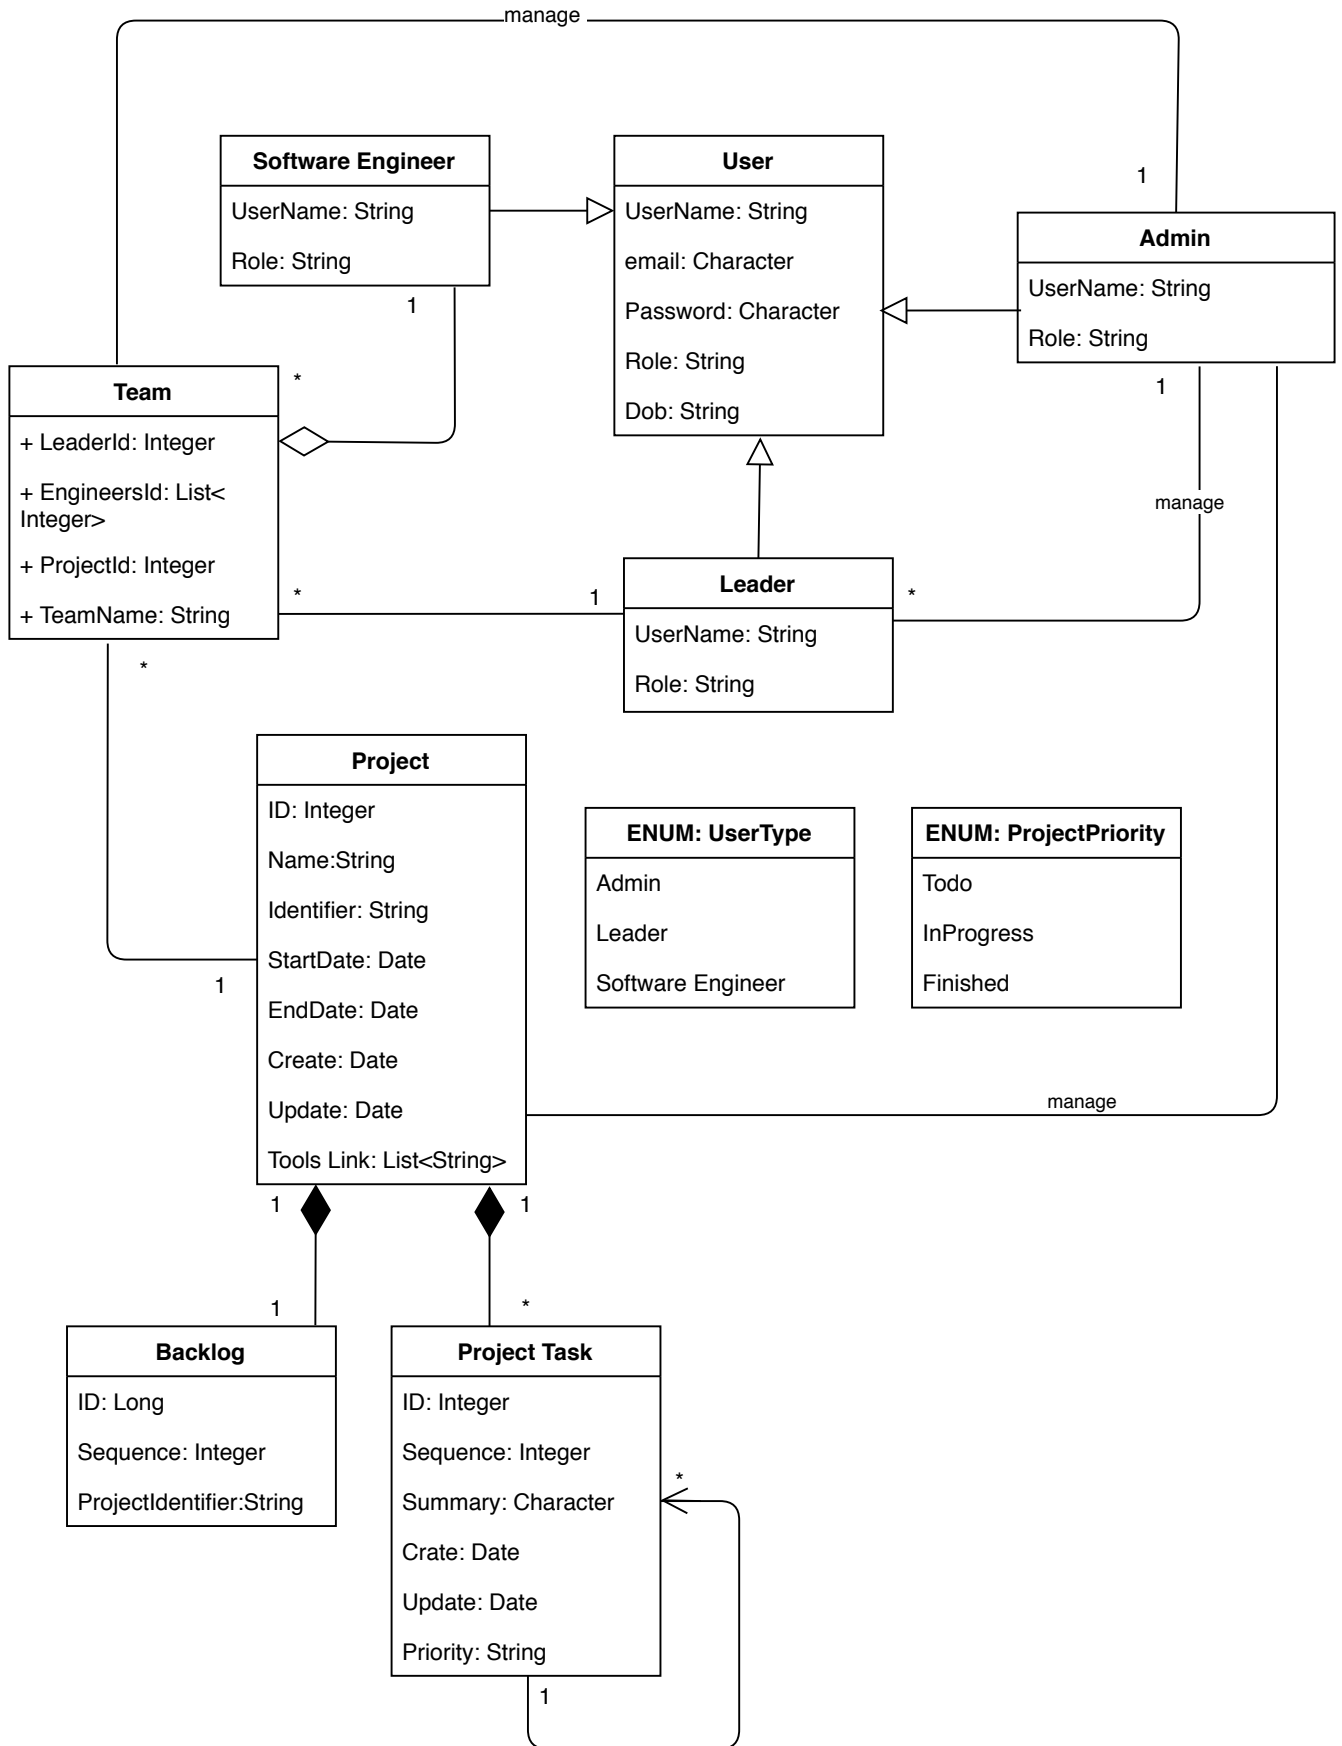 manage
Software Engineer
UserName: String
Role: String
1
User
UserName: String
email: Character
Password: Character
Role: String
Dob: String
1
Admin
UserName: String
Role: String
1
manage
Team
+ LeaderId: Integer
+ EngineersId: List<
Integer>
+ ProjectId: Integer
+ TeamName: String
*
*
1
*
Leader
UserName: String
Role: String
*
Project
ID: Integer
Name:String
Identifier: String
StartDate: Date
EndDate: Date
Create: Date
Update: Date
Tools Link: List<String>
1
ENUM: UserType
Admin
Leader
Software Engineer
ENUM: ProjectPriority
Todo
InProgress
Finished
manage
1
1
1
*
Backlog
ID: Long
Sequence: Integer
ProjectIdentifier:String
Project Task
ID: Integer
Sequence: Integer
Summary: Character
Crate: Date
Update: Date
Priority: String
*
1